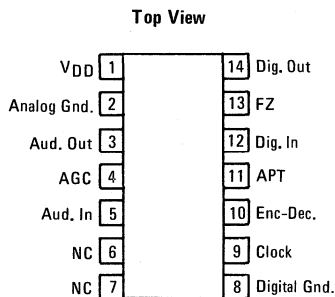 Top View
VDD 1 14 Dig. Out
Analog Gnd. 2 13 FZ
Aud. Out 3 12 Dig. In
AGC 4 11 APT
Aud. In 5 10 Enc-Dec.
NC 6 9 Clock
NC 7 8 Digital Gnd.